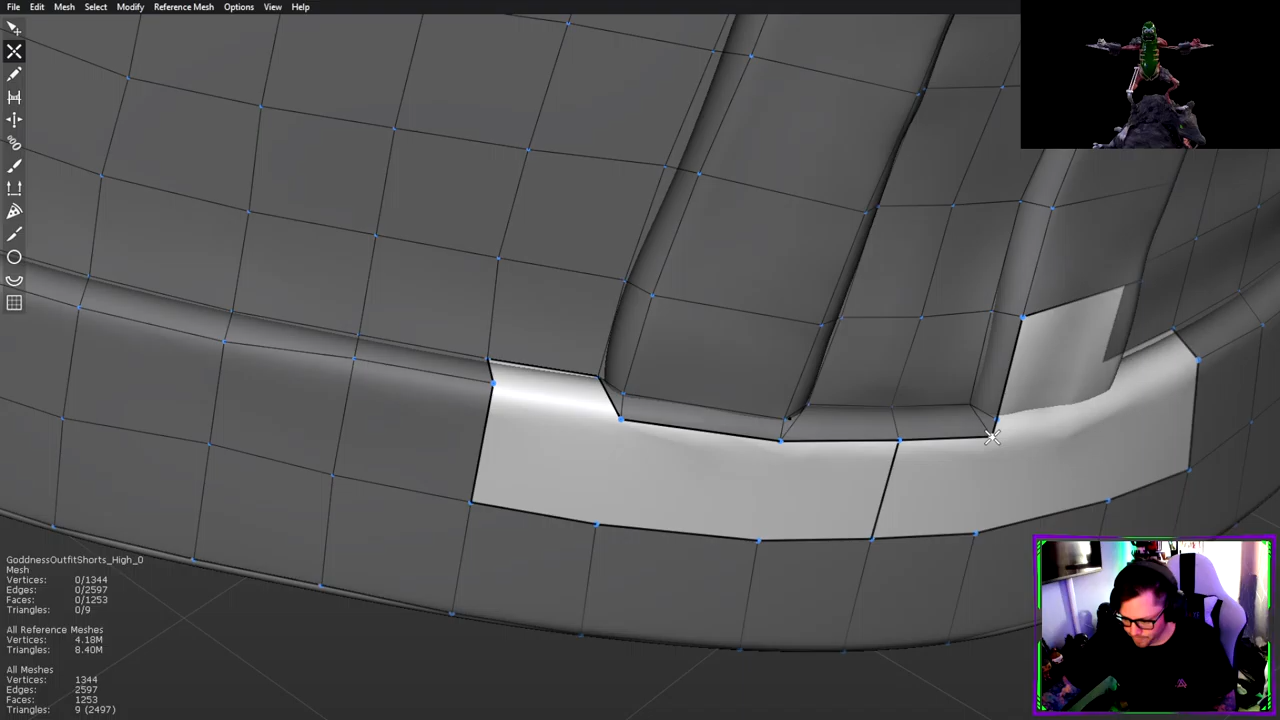 File Edit Mesh Select Modify Reference Mesh Options View Help
GoddnessOutfitShorts_High_0
Mesh
Vertices: 0/1344
Edges: 0/2597
Faces: 0/1253
Triangles: 0/9
All Reference Meshes
Vertices: 4.18M
Triangles: 8.40M
All Meshes
Vertices: 1344
Edges: 2597
Faces: 1253
Triangles: 9 (2497)